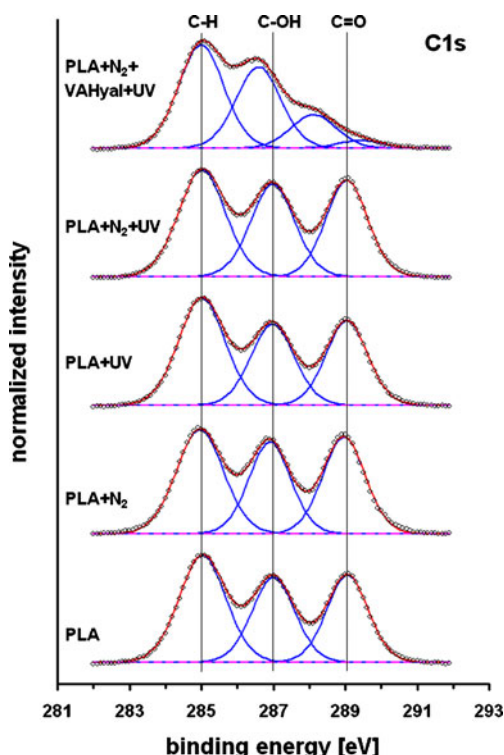 C-H C-OH C=O
C1s
PLA+N₂+
VAHyal+UV
PLA+N₂+UV
PLA+UV
PLA+N₂
PLA
normalized intensity
281 283 285 287 289 291 293
binding energy [eV]